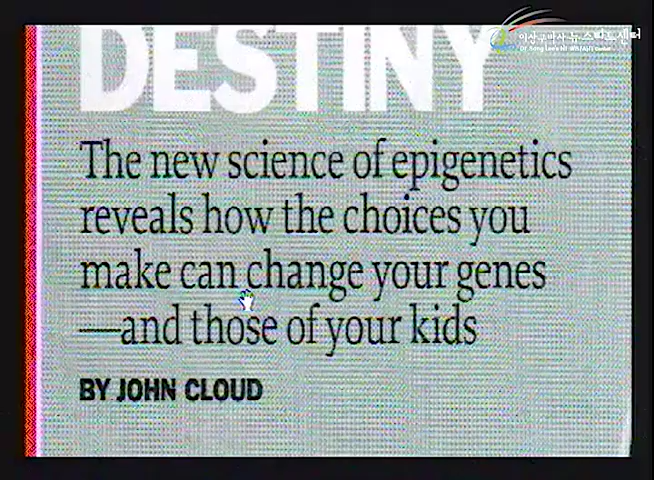 DESTINY
The new science of epigenetics
reveals how the choices you
make can change your genes
—and those of your kids
BY JOHN CLOUD